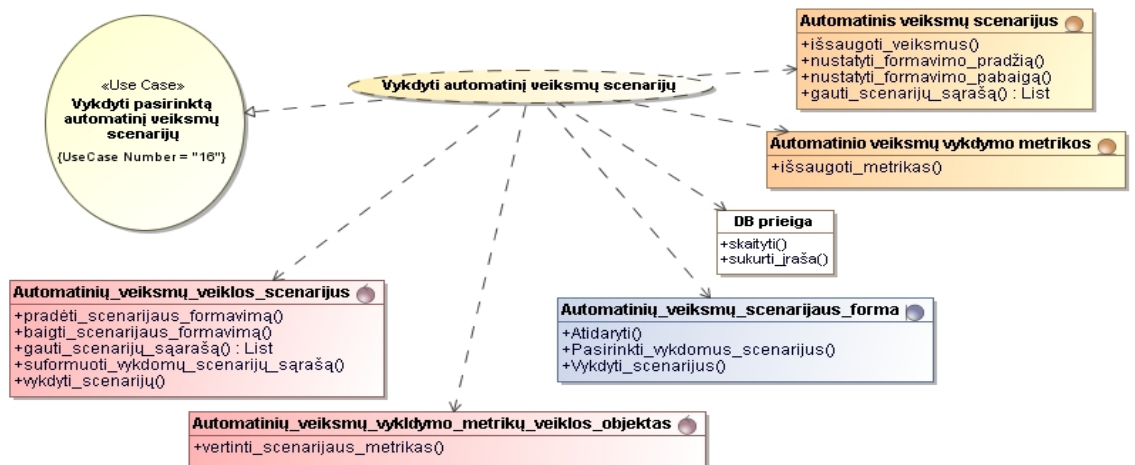 Automatinis veiksmų scenarijus
+išsaugoti_veiksmus()
+nustatyti_formavimo_pradžią()
+nustatyti_formavimo_pabaigą()
+gauti_scenarijų_sąrašą() : List
«Use Case»
Vykdyti pasirinktą
automatinį veiksmų
scenarijų
{UseCase Number = "16"}
Vykdyti automatinį veiksmų scenarijų
Automatinio veiksmų vykdymo metrikos
+išsaugoti_metrikas()
DB prieiga
+skaityti()
+sukurti_įraša()
Automatinių_veiksmų_veiklos_scenarijus
+pradėti_scenarijaus_formavimą()
+baigti_scenarijaus_formavimą()
+gauti_scenarijų_sąarašą() : List
+suformuoti_vykdomų_scenarijų_sąrašą()
+vykdyti_scenarijų()
Automatinių_veiksmų_scenarijaus_forma
+Atidaryti()
+Pasirinkti_vykdomus_scenarijus()
+Vykdyti_scenarijus()
Automatinių_veiksmų_vykldymo_metrikų_veiklos_objektas
+vertinti_scenarijaus_metrikas()